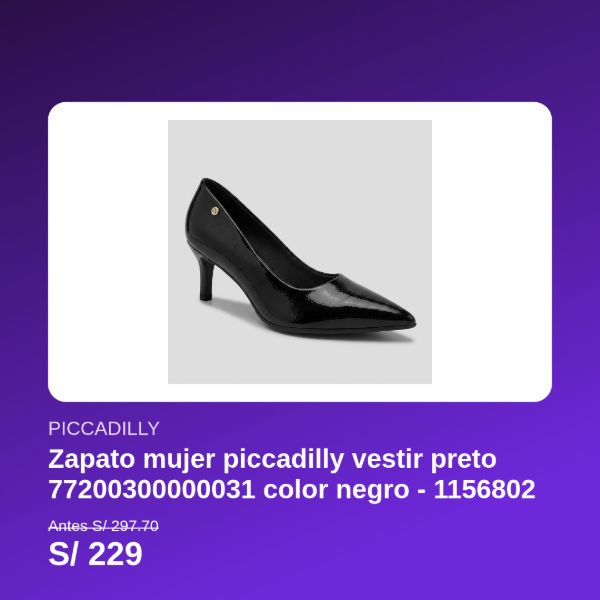 PICCADILLY
Zapato mujer piccadilly vestir preto
77200300000031 color negro - 1156802
Antes S/ 297.70
S/ 229